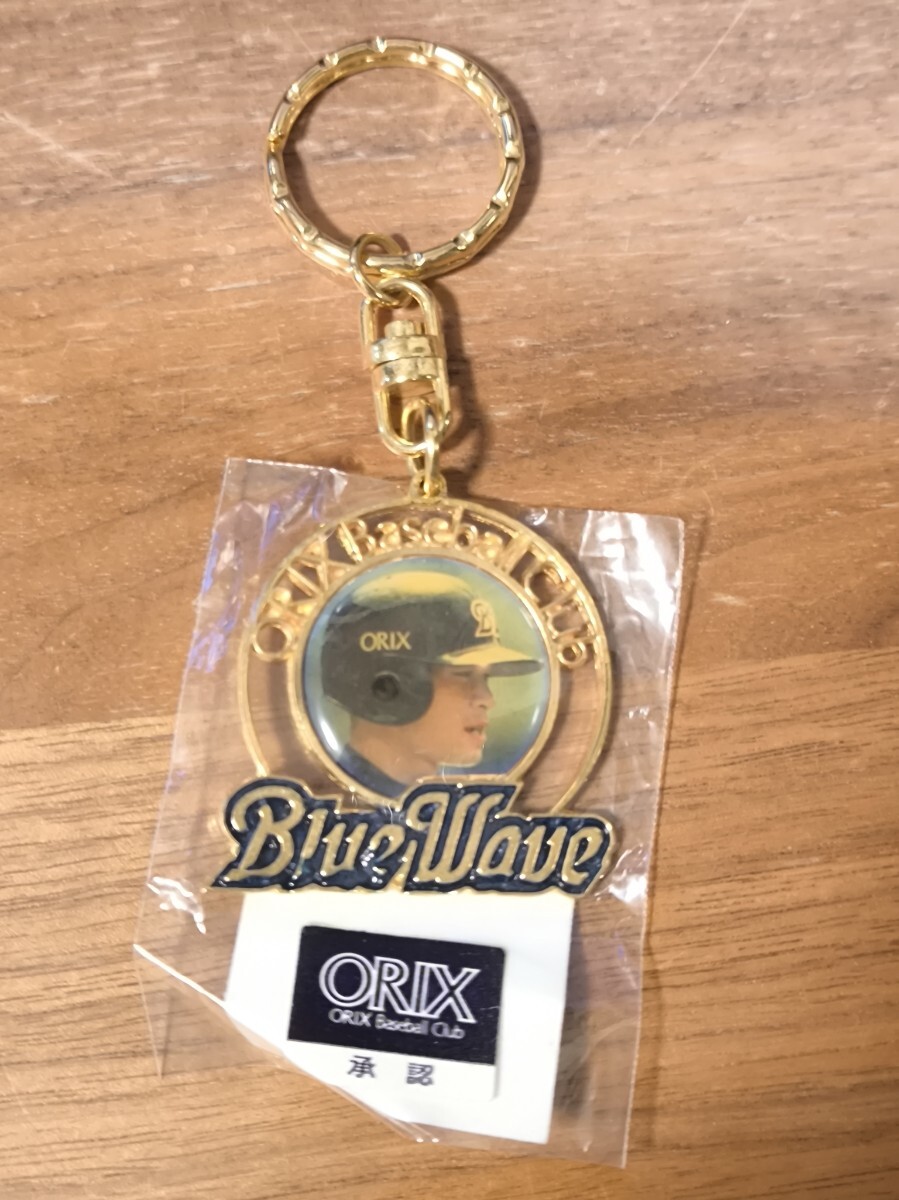 ORIX Baseball Club
ORIX
Blue Wave
ORIX
ORIX Baseball Club
承認